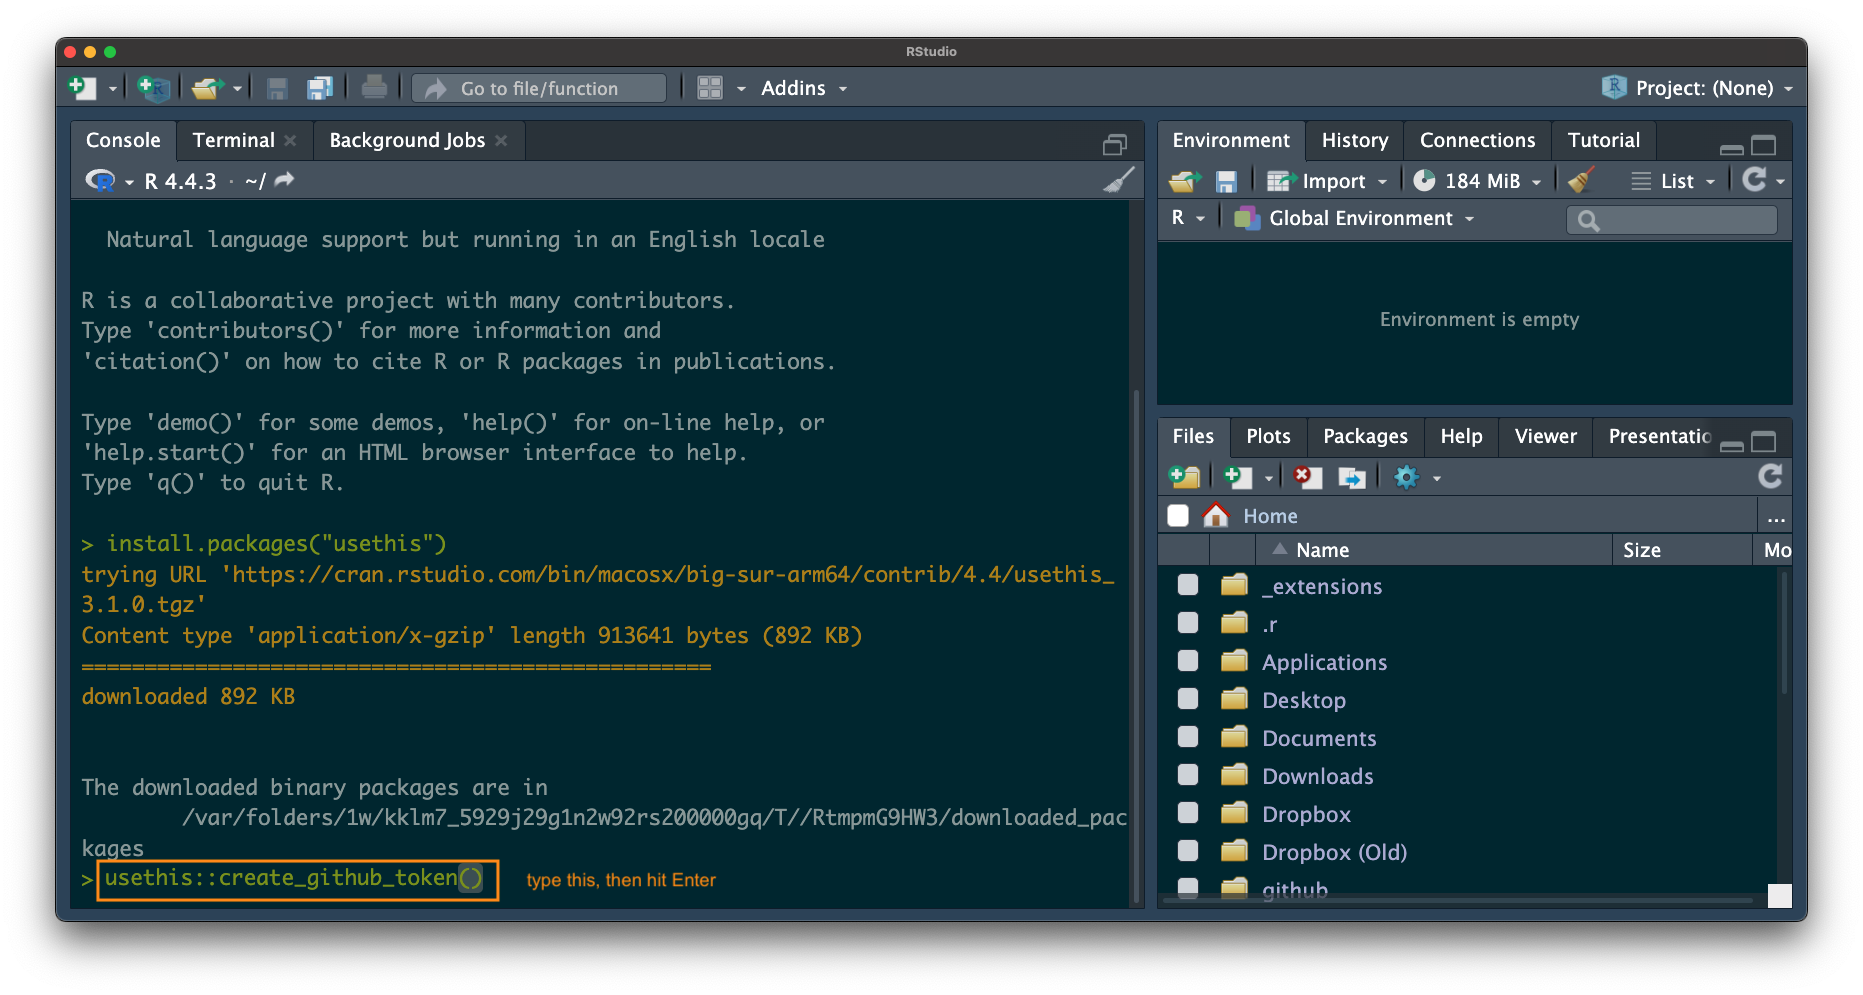 RStudio
Go to file/function
Addins
Project: (None)
Console
Terminal
Background Jobs
R 4.4.3 · ~/
Natural language support but running in an English locale
R is a collaborative project with many contributors.
Type 'contributors()' for more information and
'citation()' on how to cite R or R packages in publications.
Type 'demo()' for some demos, 'help()' for on-line help, or
'help.start()' for an HTML browser interface to help.
Type 'q()' to quit R.
> install.packages("usethis")
trying URL 'https://cran.rstudio.com/bin/macosx/big-sur-arm64/contrib/4.4/usethis_
3.1.0.tgz'
Content type 'application/x-gzip' length 913641 bytes (892 KB)
==================================================
downloaded 892 KB
The downloaded binary packages are in
/var/folders/1w/kklm7_5929j29g1n2w92rs200000gq/T//RtmpmG9HW3/downloaded_pac
kages
> usethis::create_github_token()
type this, then hit Enter
Environment
History
Connections
Tutorial
Import
184 MiB
List
R
Global Environment
Environment is empty
Files
Plots
Packages
Help
Viewer
Presentatio
Home
...
Name
Size
Mo
_extensions
.r
Applications
Desktop
Documents
Downloads
Dropbox
Dropbox (Old)
github